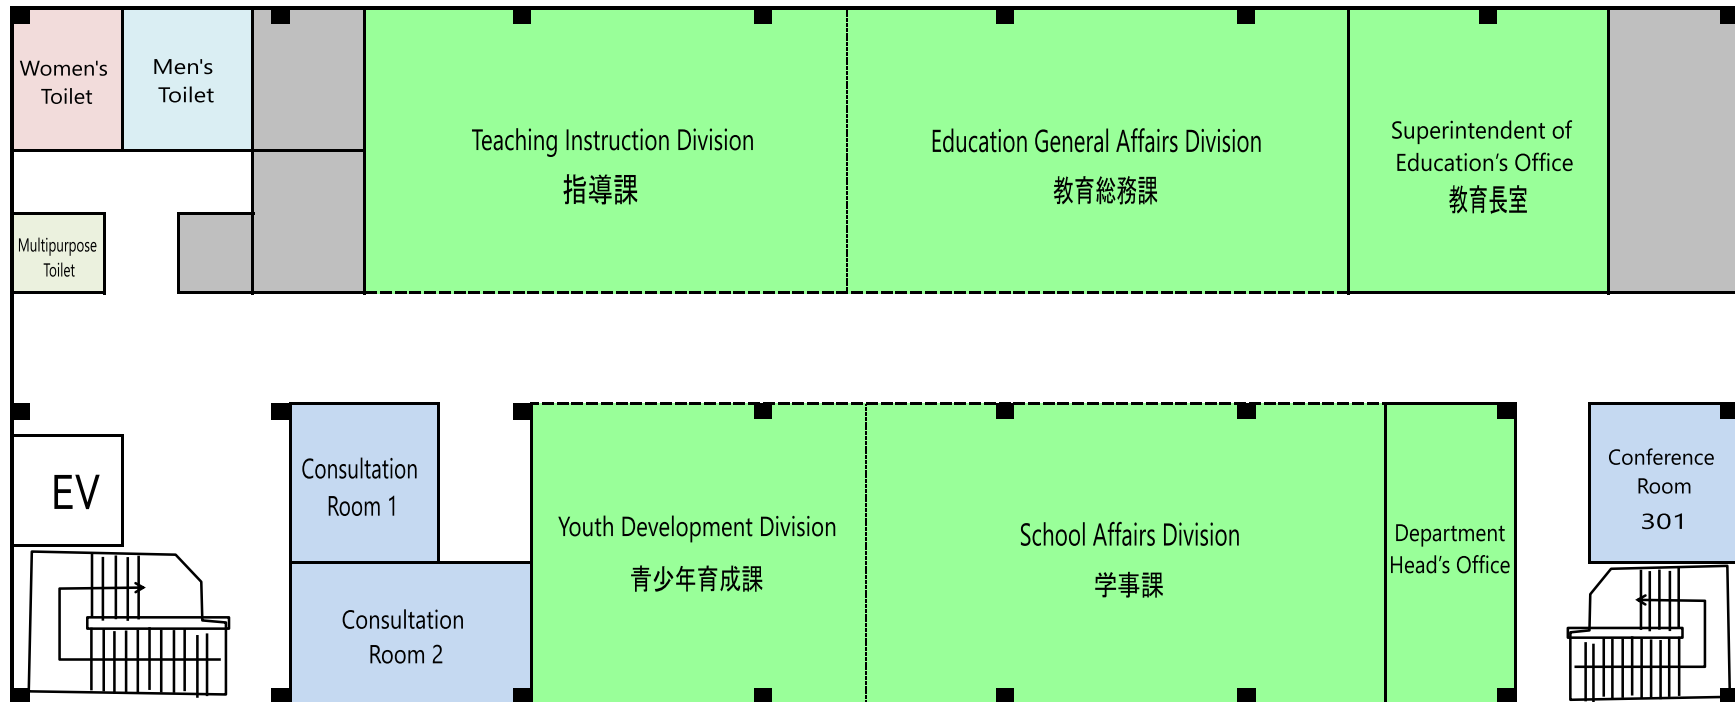 Women's
Toilet
Men's
Toilet
Teaching Instruction Division
指導課
Education General Affairs Division
教育総務課
Superintendent of
Education’s Office
教育長室
Multipurpose
Toilet
EV
Consultation
Room 1
Consultation
Room 2
Youth Development Division
青少年育成課
School Affairs Division
学事課
Department
Head’s Office
Conference
Room
301